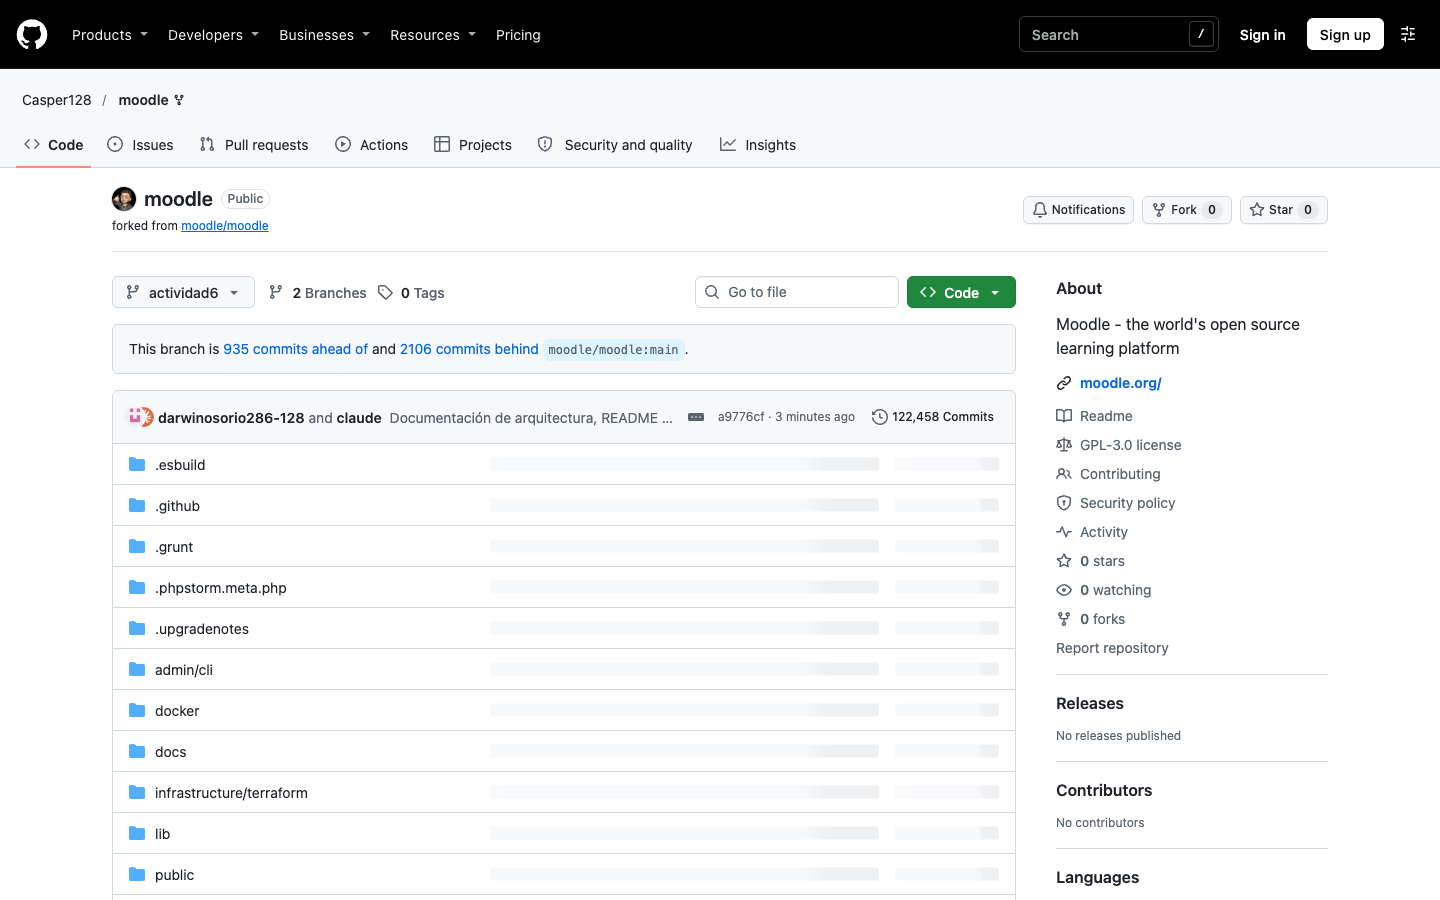 Products Developers Businesses Resources Pricing Search / Sign in Sign up
Casper128 / moodle
Code Issues Pull requests Actions Projects Security and quality Insights
moodle Public
forked from moodle/moodle
Notifications Fork 0 Star 0
actividad6 2 Branches 0 Tags Go to file Code
This branch is 935 commits ahead of and 2106 commits behind moodle/moodle:main.
darwinosorio286-128 and claude Documentación de arquitectura, README ... a9776cf · 3 minutes ago 122,458 Commits
.esbuild
.github
.grunt
.phpstorm.meta.php
.upgradenotes
admin/cli
docker
docs
infrastructure/terraform
lib
public
About
Moodle - the world's open source
learning platform
moodle.org/
Readme
GPL-3.0 license
Contributing
Security policy
Activity
0 stars
0 watching
0 forks
Report repository
Releases
No releases published
Contributors
No contributors
Languages